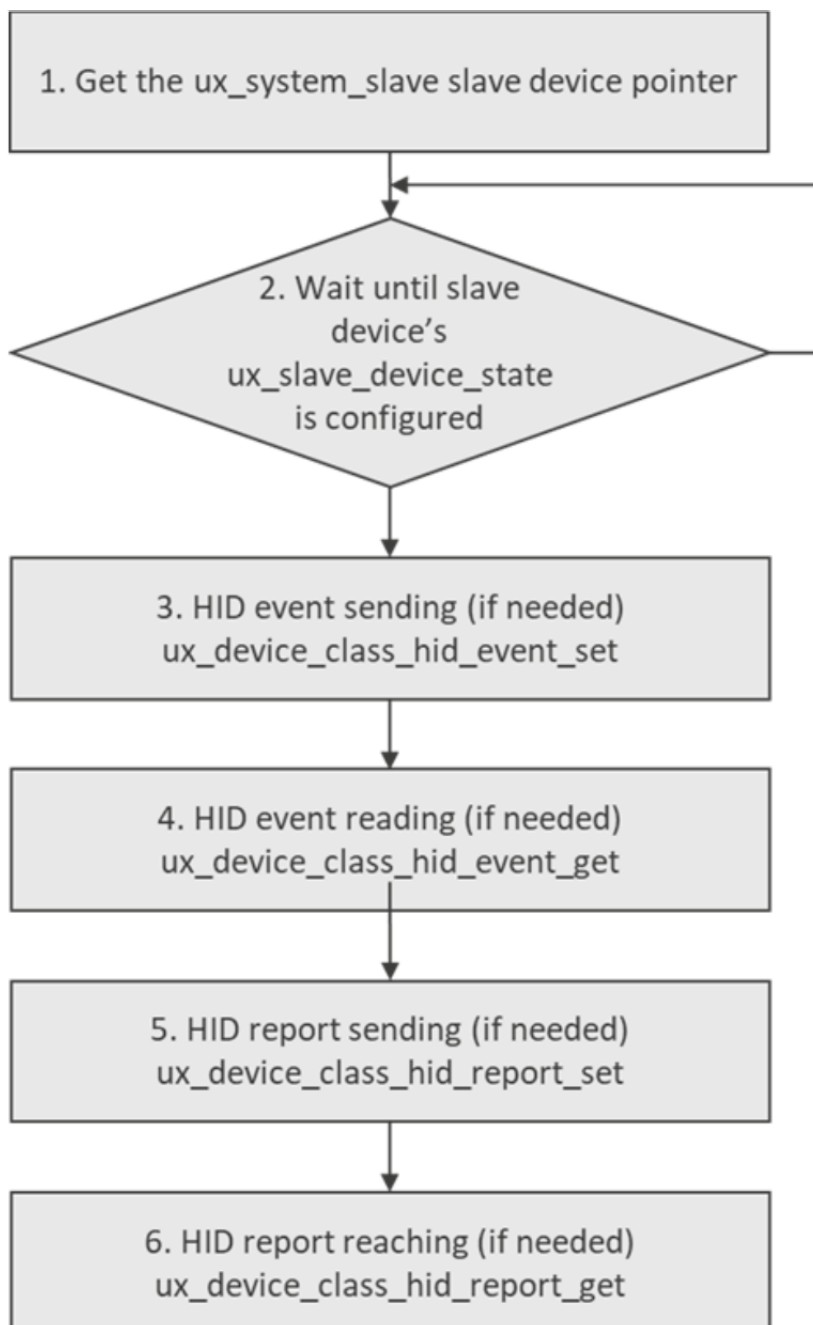 1. Get the ux_system_slave slave device pointer
2. Wait until slave
device’s
ux_slave_device_state
is configured
3. HID event sending (if needed)
ux_device_class_hid_event_set
4. HID event reading (if needed)
ux_device_class_hid_event_get
5. HID report sending (if needed)
ux_device_class_hid_report_set
6. HID report reaching (if needed)
ux_device_class_hid_report_get